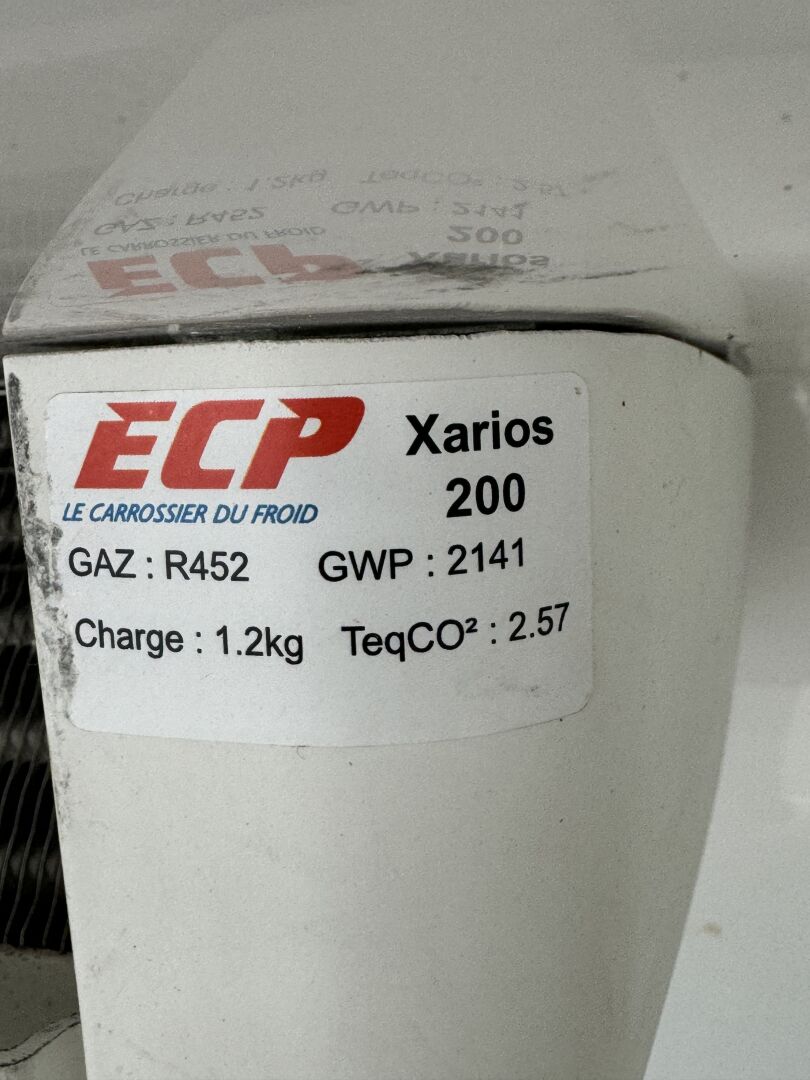 ECP Xarios
LE CARROSSIER DU FROID 200
GAZ : R452 GWP : 2141
Charge : 1.2kg TeqCO² : 2.57